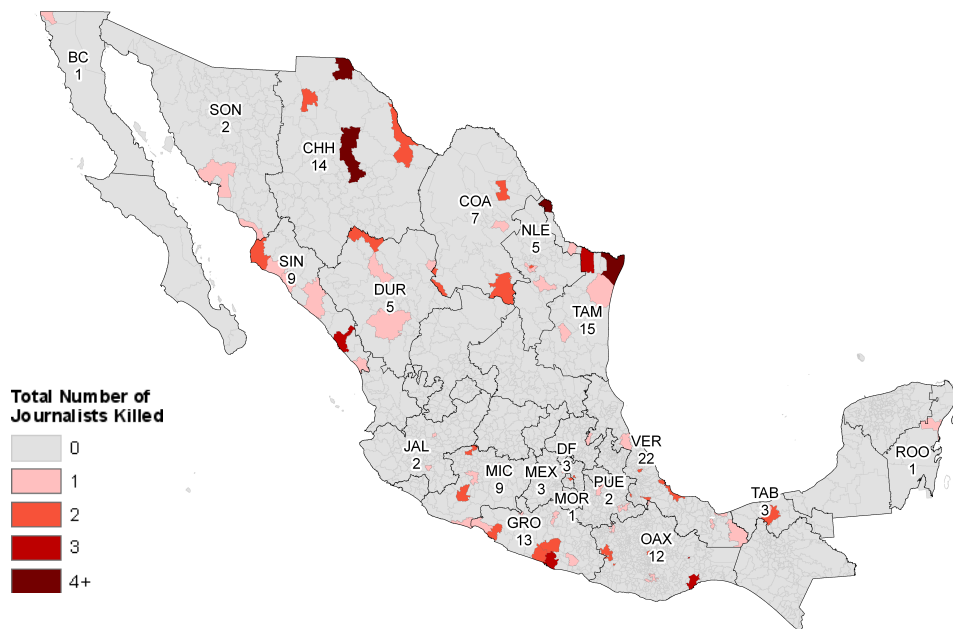 BC
1
SON
2
CHH
14
COA
7
NLE
5
SIN
9
DUR
5
TAM
15
Total Number of
Journalists Killed
0
1
2
3
4+
JAL
2
MIC
9
MEX
3
DF
3
MOR
1
PUE
2
VER
22
GRO
13
OAX
12
TAB
3
ROO
1